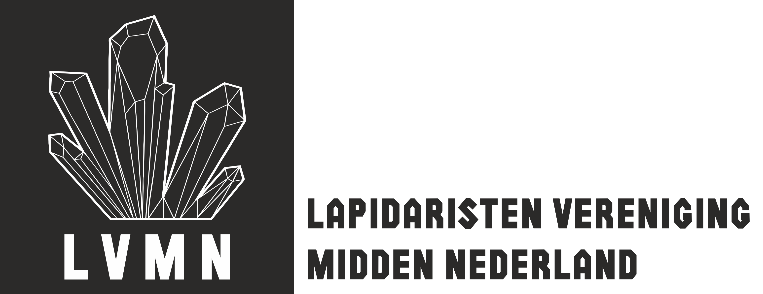 LVMN
LAPIDARISTEN VERENIGING
MIDDEN NEDERLAND